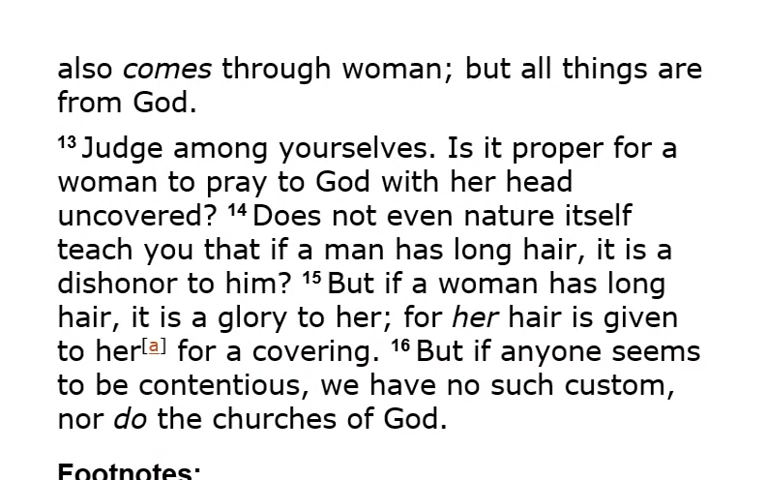 also comes through woman; but all things are
from God.
13 Judge among yourselves. Is it proper for a
woman to pray to God with her head
uncovered? 14 Does not even nature itself
teach you that if a man has long hair, it is a
dishonor to him? 15 But if a woman has long
hair, it is a glory to her; for her hair is given
to her[a] for a covering. 16 But if anyone seems
to be contentious, we have no such custom,
nor do the churches of God.
Footnotes: